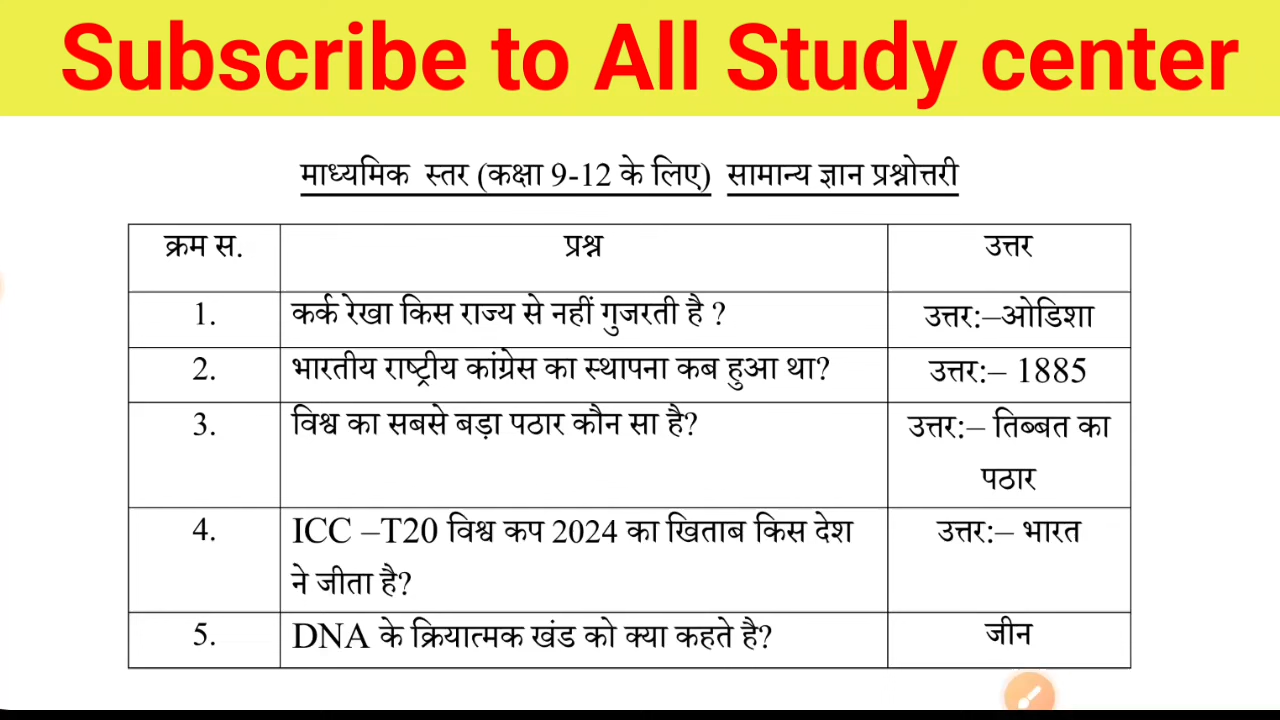 Subscribe to All Study center
माध्यमिक स्तर (कक्षा 9-12 के लिए) सामान्य ज्ञान प्रश्नोत्तरी
क्रम स. प्रश्न उत्तर
1. कर्क रेखा किस राज्य से नहीं गुजरती है ? उत्तर:–ओडिशा
2. भारतीय राष्ट्रीय कांग्रेस का स्थापना कब हुआ था? उत्तर:– 1885
3. विश्व का सबसे बड़ा पठार कौन सा है? उत्तर:– तिब्बत का
पठार
4. ICC –T20 विश्व कप 2024 का खिताब किस देश उत्तर:– भारत
ने जीता है?
5. DNA के क्रियात्मक खंड को क्या कहते है? जीन